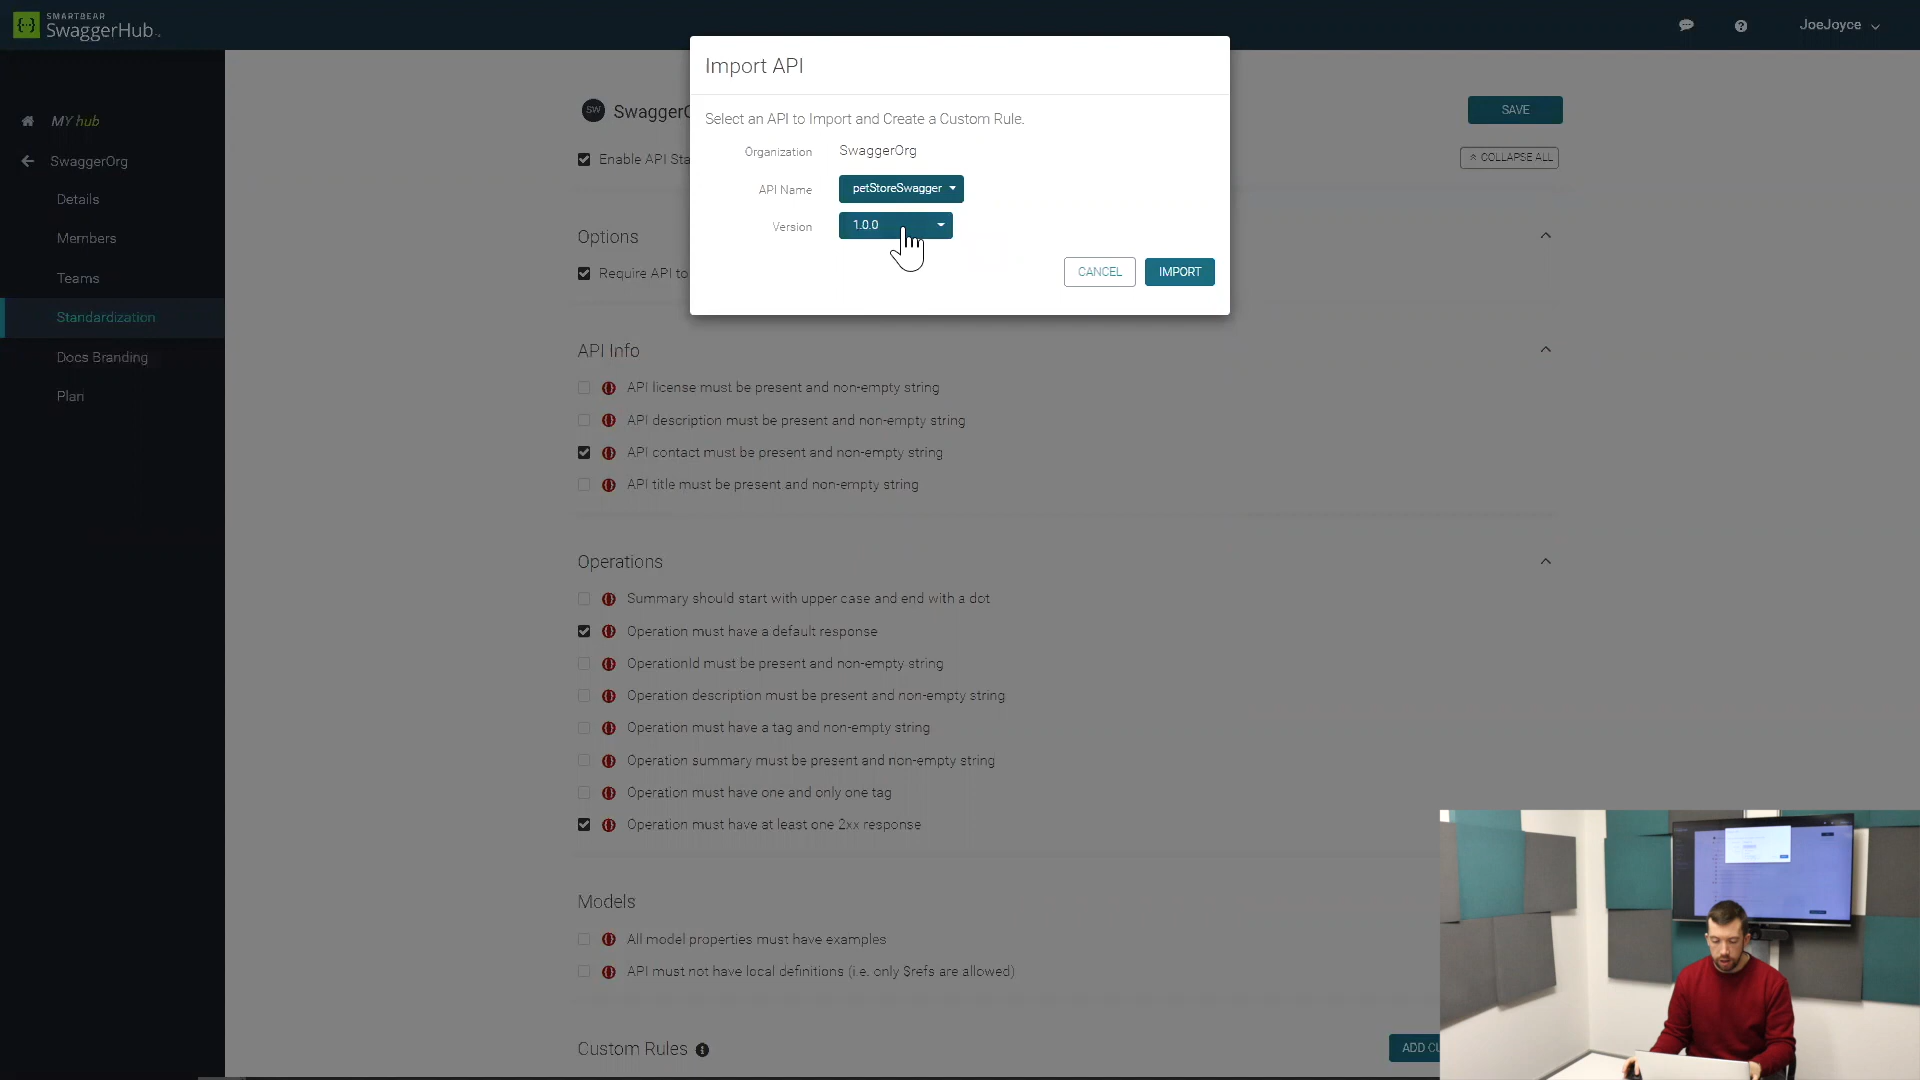 SMARTBEAR
SwaggerHub
JoeJoyce
MY hub
SwaggerOrg
Details
Members
Teams
Standardization
Docs Branding
Plan
Import API
Select an API to Import and Create a Custom Rule.
Organization SwaggerOrg
API Name petStoreSwagger
Version 1.0.0
CANCEL IMPORT
SW SwaggerO
SAVE
Enable API Sta
COLLAPSE ALL
Options
Require API to
API Info
API license must be present and non-empty string
API description must be present and non-empty string
API contact must be present and non-empty string
API title must be present and non-empty string
Operations
Summary should start with upper case and end with a dot
Operation must have a default response
OperationId must be present and non-empty string
Operation description must be present and non-empty string
Operation must have a tag and non-empty string
Operation summary must be present and non-empty string
Operation must have one and only one tag
Operation must have at least one 2xx response
Models
All model properties must have examples
API must not have local definitions (i.e. only $refs are allowed)
Custom Rules
ADD CU